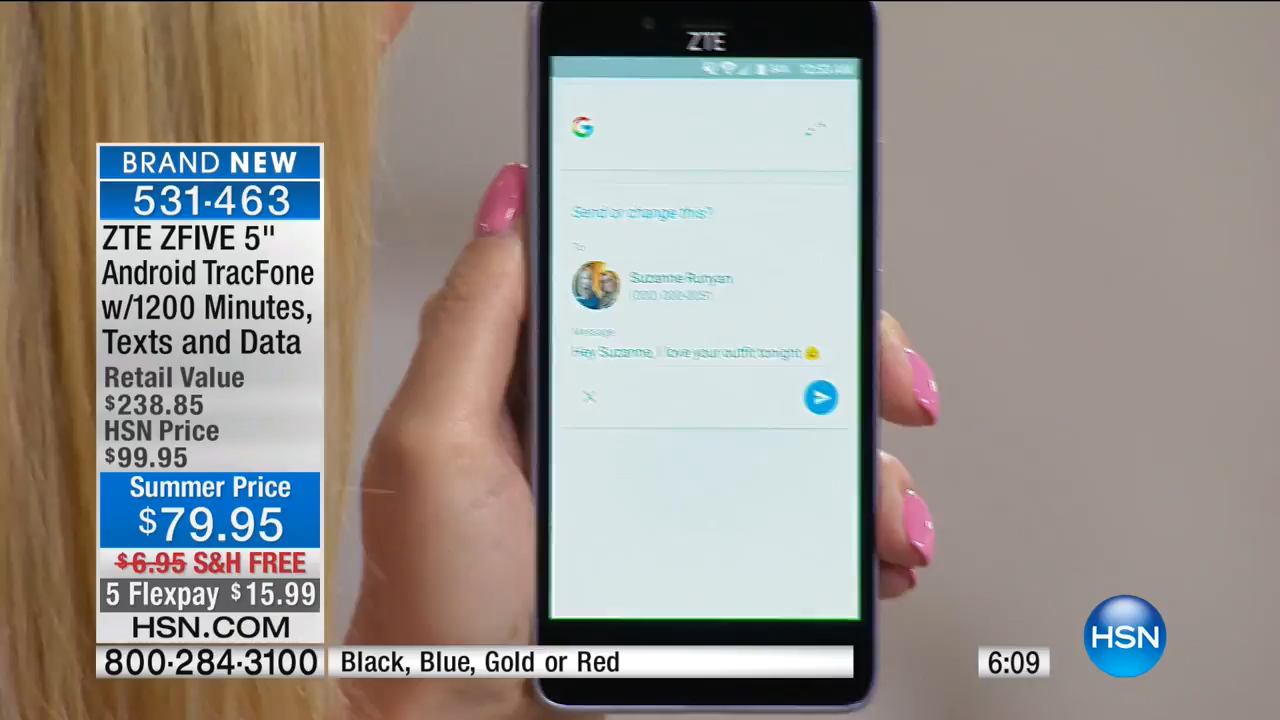 BRAND NEW
531·463
ZTE ZFIVE 5"
Android TracFone
w/1200 Minutes,
Texts and Data
Retail Value
$238.85
HSN Price
$99.95
Summer Price
$79.95
$6.95 S&H FREE
5 Flexpay $15.99
HSN.COM
800·284·3100
Black, Blue, Gold or Red
6:09
HSN
ZTE
G
Send or change this?
To
Suzanne Runyan
Message
Hey Suzanne, I love your outfit tonight 😊